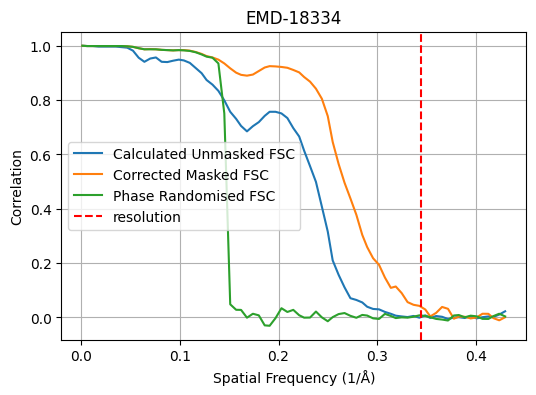 EMD-18334
1.0
0.8
0.6
0.4
0.2
0.0
Correlation
Calculated Unmasked FSC
Corrected Masked FSC
Phase Randomised FSC
resolution
0.0 0.1 0.2 0.3 0.4
Spatial Frequency (1/Å)